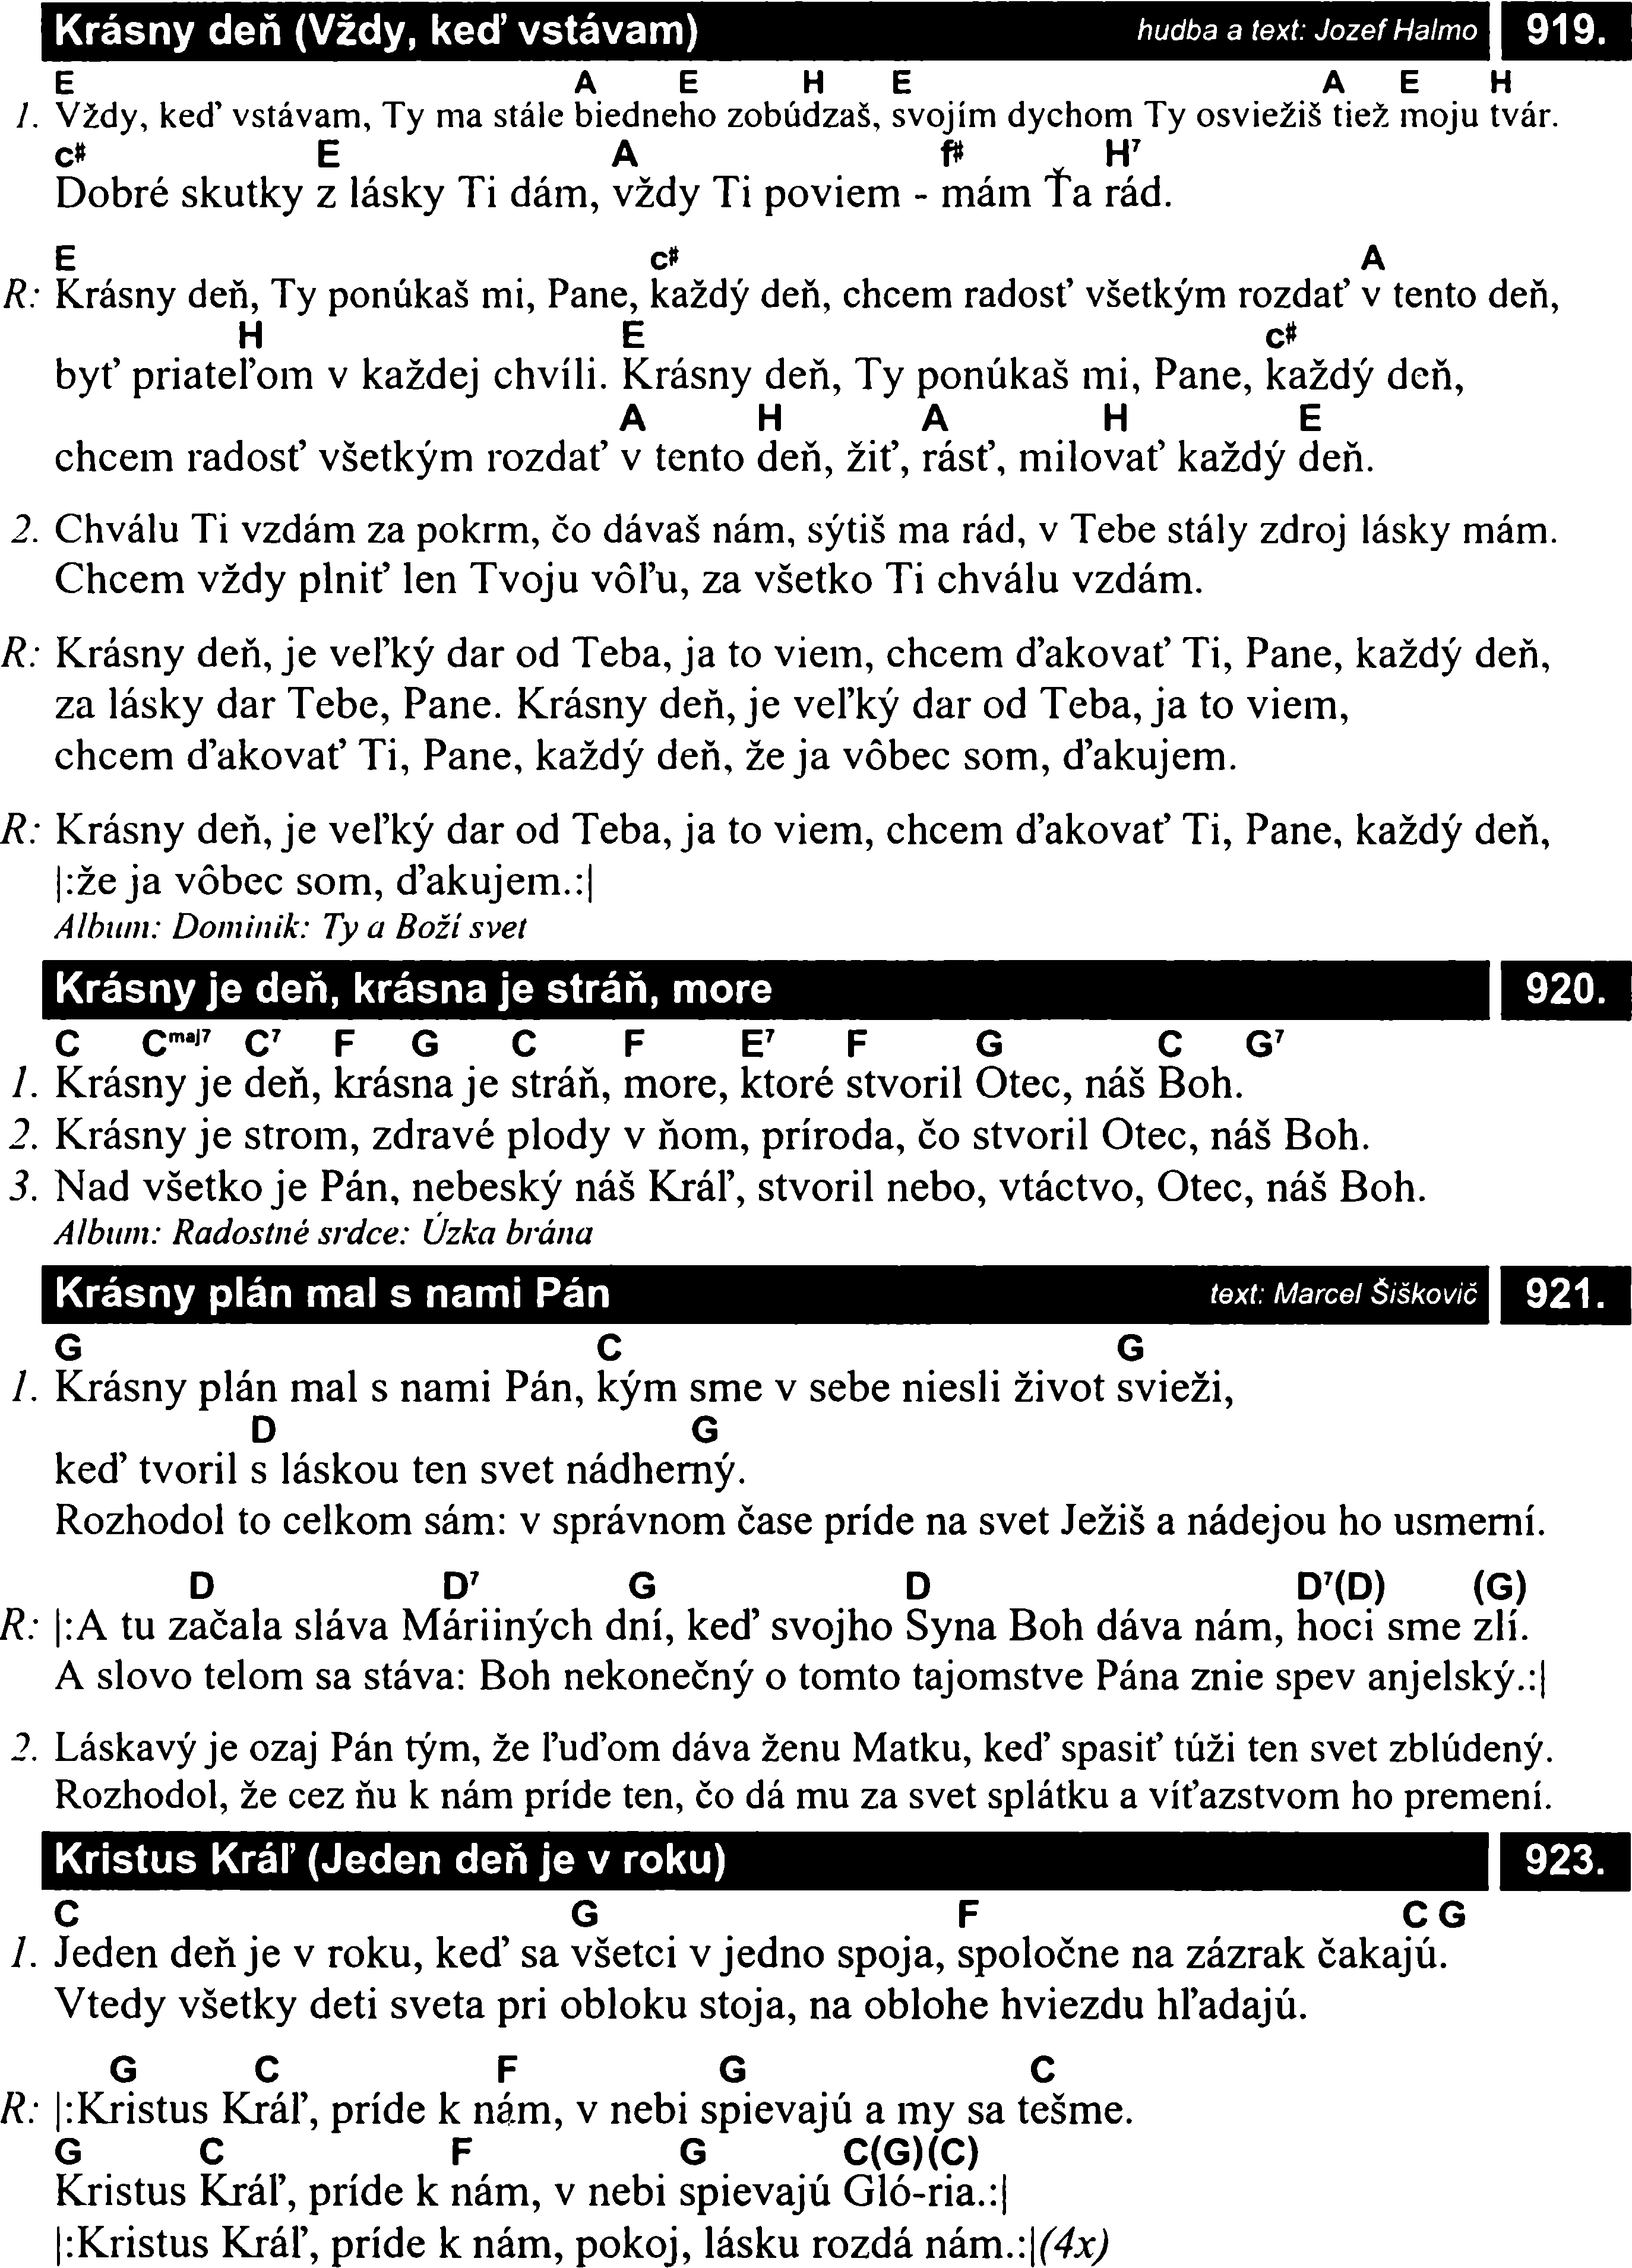 Krásny deň (Vždy, keď vstávam) hudba a text: Jozef Halmo 919.
E A E H E A E H
1. Vždy, keď vstávam, Ty ma stále biedneho zobúdzaš, svojím dychom Ty osviežiš tiež moju tvár.
c# E A f# H7
Dobré skutky z lásky Ti dám, vždy Ti poviem - mám Ťa rád.
E c# A
R: Krásny deň, Ty ponúkaš mi, Pane, každý deň, chcem radosť všetkým rozdať v tento deň,
H E c#
byť priateľom v každej chvíli. Krásny deň, Ty ponúkaš mi, Pane, každý deň,
A H A H E
chcem radosť všetkým rozdať v tento deň, žiť, rásť, milovať každý deň.
2. Chválu Ti vzdám za pokrm, čo dávaš nám, sýtiš ma rád, v Tebe stály zdroj lásky mám.
Chcem vždy plniť len Tvoju vôľu, za všetko Ti chválu vzdám.
R: Krásny deň, je veľký dar od Teba, ja to viem, chcem ďakovať Ti, Pane, každý deň,
za lásky dar Tebe, Pane. Krásny deň, je veľký dar od Teba, ja to viem,
chcem ďakovať Ti, Pane, každý deň, že ja vôbec som, ďakujem.
R: Krásny deň, je veľký dar od Teba, ja to viem, chcem ďakovať Ti, Pane, každý deň,
|:že ja vôbec som, ďakujem.:|
Album: Dominik: Ty a Boží svet
Krásny je deň, krásna je stráň, more 920.
C Cmaj7 C7 F G C F E7 F G C G7
1. Krásny je deň, krásna je stráň, more, ktoré stvoril Otec, náš Boh.
2. Krásny je strom, zdravé plody v ňom, príroda, čo stvoril Otec, náš Boh.
3. Nad všetko je Pán, nebeský náš Kráľ, stvoril nebo, vtáctvo, Otec, náš Boh.
Album: Radostné srdce: Úzka brána
Krásny plán mal s nami Pán text: Marcel Šiškovič 921.
G C G
1. Krásny plán mal s nami Pán, kým sme v sebe niesli život svieži,
D G
keď tvoril s láskou ten svet nádherný.
Rozhodol to celkom sám: v správnom čase príde na svet Ježiš a nádejou ho usmerní.
D D7 G D D7(D) (G)
R: |:A tu začala sláva Máriiných dní, keď svojho Syna Boh dáva nám, hoci sme zlí.
A slovo telom sa stáva: Boh nekonečný o tomto tajomstve Pána znie spev anjelský.:|
2. Láskavý je ozaj Pán tým, že ľuďom dáva ženu Matku, keď spasiť túži ten svet zblúdený.
Rozhodol, že cez ňu k nám príde ten, čo dá mu za svet splátku a víťazstvom ho premení.
Kristus Kráľ (Jeden deň je v roku) 923.
C G F C G
1. Jeden deň je v roku, keď sa všetci v jedno spoja, spoločne na zázrak čakajú.
Vtedy všetky deti sveta pri obloku stoja, na oblohe hviezdu hľadajú.
G C F G C
R: |:Kristus Kráľ, príde k nám, v nebi spievajú a my sa tešme.
G C F G C(G)(C)
Kristus Kráľ, príde k nám, v nebi spievajú Gló-ria.:|
|:Kristus Kráľ, príde k nám, pokoj, lásku rozdá nám.:|(4x)